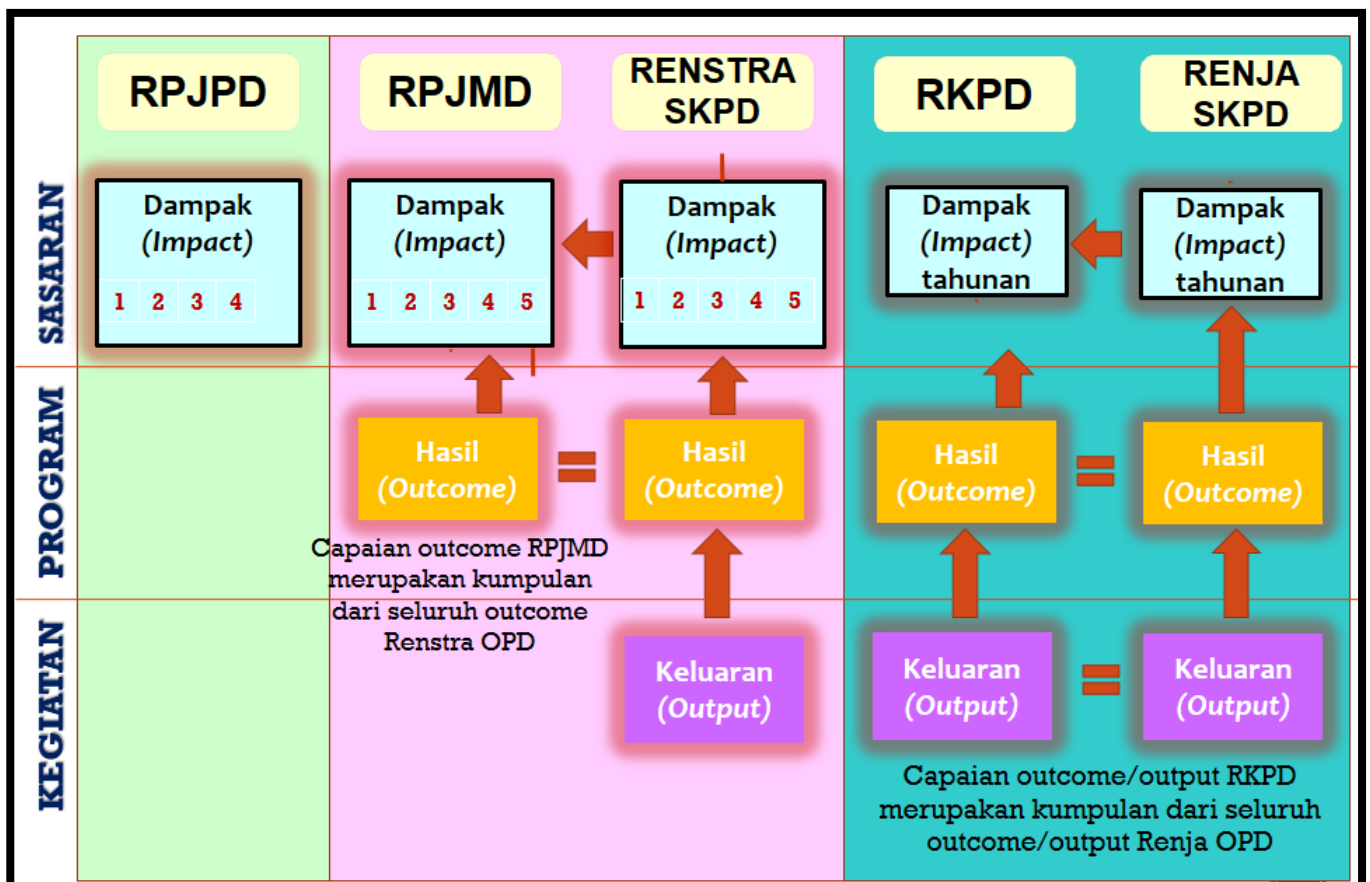 RPJPD
RPJMD
RENSTRA
SKPD
RKPD
RENJA
SKPD
SASARAN
Dampak
(Impact)
1 2 3 4
Dampak
(Impact)
1 2 3 4 5
Dampak
(Impact)
1 2 3 4 5
Dampak
(Impact)
tahunan
Dampak
(Impact)
tahunan
PROGRAM
Hasil
(Outcome)
=
Hasil
(Outcome)
Hasil
(Outcome)
=
Hasil
(Outcome)
Capaian outcome RPJMD
merupakan kumpulan
dari seluruh outcome
Renstra OPD
KEGIATAN
Keluaran
(Output)
Keluaran
(Output)
=
Keluaran
(Output)
Capaian outcome/output RKPD
merupakan kumpulan dari seluruh
outcome/output Renja OPD